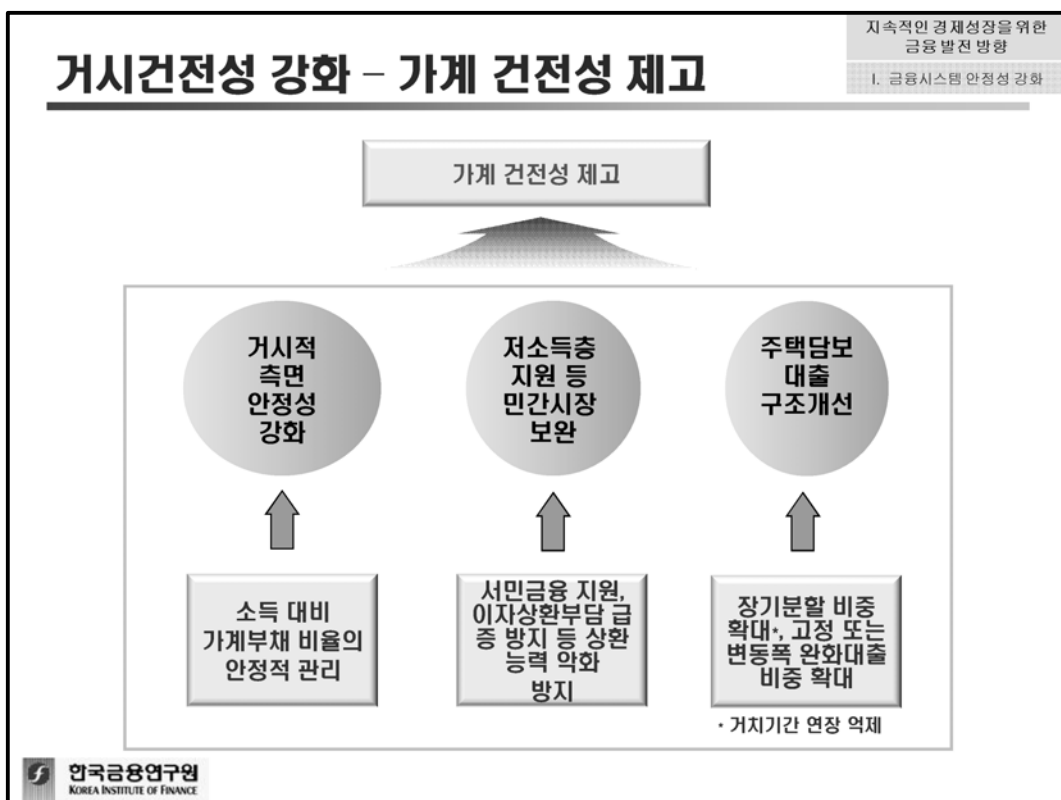 지속적인 경제성장을 위한
금융 발전 방향
I. 금융시스템 안정성 강화
거시건전성 강화 – 가계 건전성 제고
가계 건전성 제고
거시적
측면
안정성
강화
저소득층
지원 등
민간시장
보완
주택담보
대출
구조개선
소득 대비
가계부채 비율의
안정적 관리
서민금융 지원,
이자상환부담 급
증 방지 등 상환
능력 악화
방지
장기분할 비중
확대*, 고정 또는
변동폭 완화대출
비중 확대
* 거치기간 연장 억제
한국금융연구원
KOREA INSTITUTE OF FINANCE